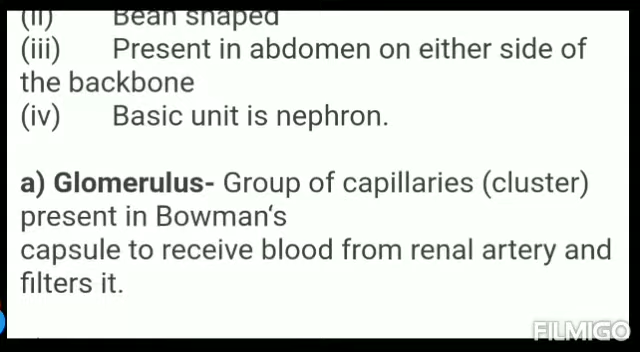 (ii) Bean shaped
(iii) Present in abdomen on either side of
the backbone
(iv) Basic unit is nephron.
a) Glomerulus- Group of capillaries (cluster)
present in Bowman‘s
capsule to receive blood from renal artery and
filters it.
FILMIGO